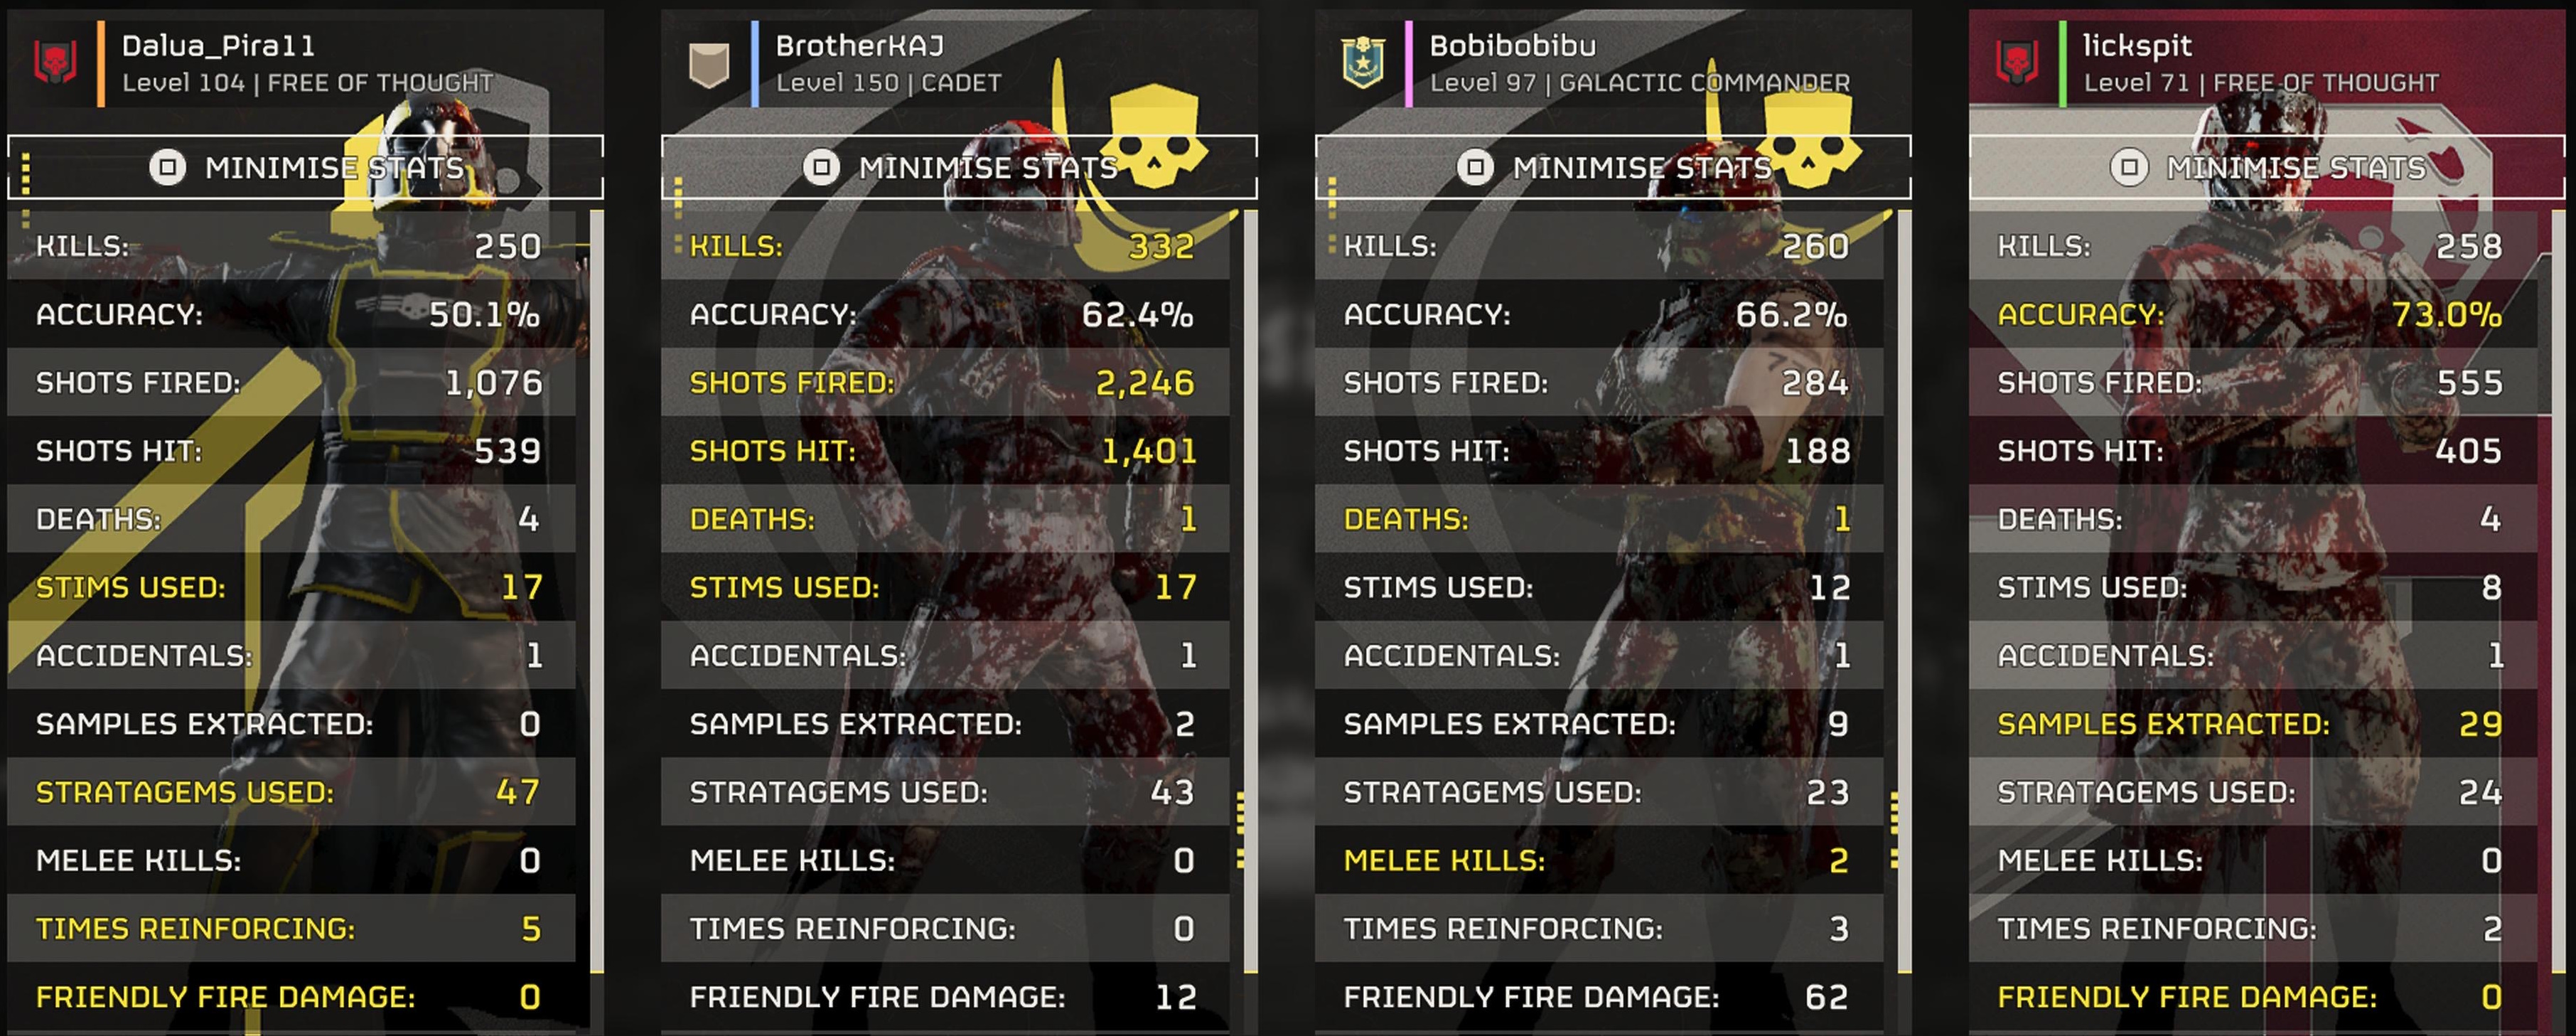 Dalua_Pira11
Level 104 | FREE OF THOUGHT
MINIMISE STATS
KILLS: 250
ACCURACY: 50.1%
SHOTS FIRED: 1,076
SHOTS HIT: 539
DEATHS: 4
STIMS USED: 17
ACCIDENTALS: 1
SAMPLES EXTRACTED: 0
STRATAGEMS USED: 47
MELEE KILLS: 0
TIMES REINFORCING: 5
FRIENDLY FIRE DAMAGE: 0
BrotherKAJ
Level 150 | CADET
MINIMISE STATS
KILLS: 332
ACCURACY: 62.4%
SHOTS FIRED: 2,246
SHOTS HIT: 1,401
DEATHS: 1
STIMS USED: 17
ACCIDENTALS: 1
SAMPLES EXTRACTED: 2
STRATAGEMS USED: 43
MELEE KILLS: 0
TIMES REINFORCING: 0
FRIENDLY FIRE DAMAGE: 12
Bobibobibu
Level 97 | GALACTIC COMMANDER
MINIMISE STATS
KILLS: 260
ACCURACY: 66.2%
SHOTS FIRED: 284
SHOTS HIT: 188
DEATHS: 1
STIMS USED: 12
ACCIDENTALS: 1
SAMPLES EXTRACTED: 9
STRATAGEMS USED: 23
MELEE KILLS: 2
TIMES REINFORCING: 3
FRIENDLY FIRE DAMAGE: 62
lickspit
Level 71 | FREE OF THOUGHT
MINIMISE STATS
KILLS: 258
ACCURACY: 73.0%
SHOTS FIRED: 555
SHOTS HIT: 405
DEATHS: 4
STIMS USED: 8
ACCIDENTALS: 1
SAMPLES EXTRACTED: 29
STRATAGEMS USED: 24
MELEE KILLS: 0
TIMES REINFORCING: 2
FRIENDLY FIRE DAMAGE: 0